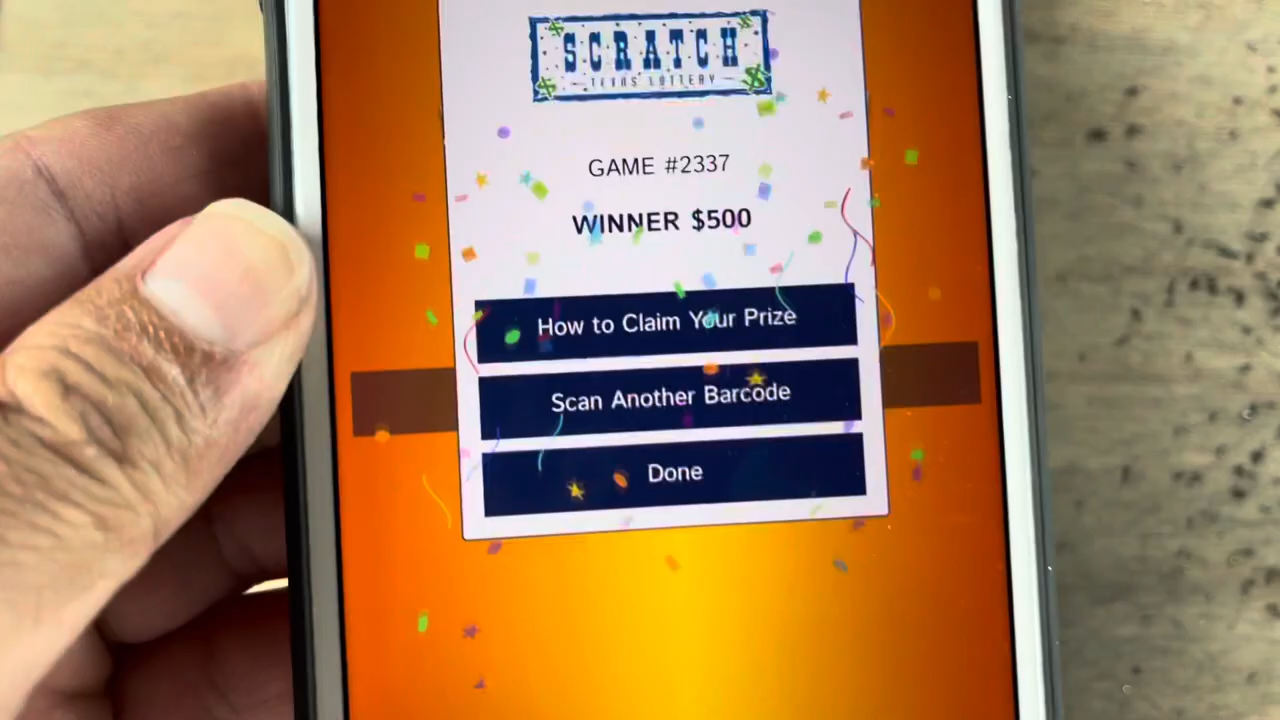 SCRATCH
TEXAS LOTTERY
GAME #2337
WINNER $500
How to Claim Your Prize
Scan Another Barcode
Done